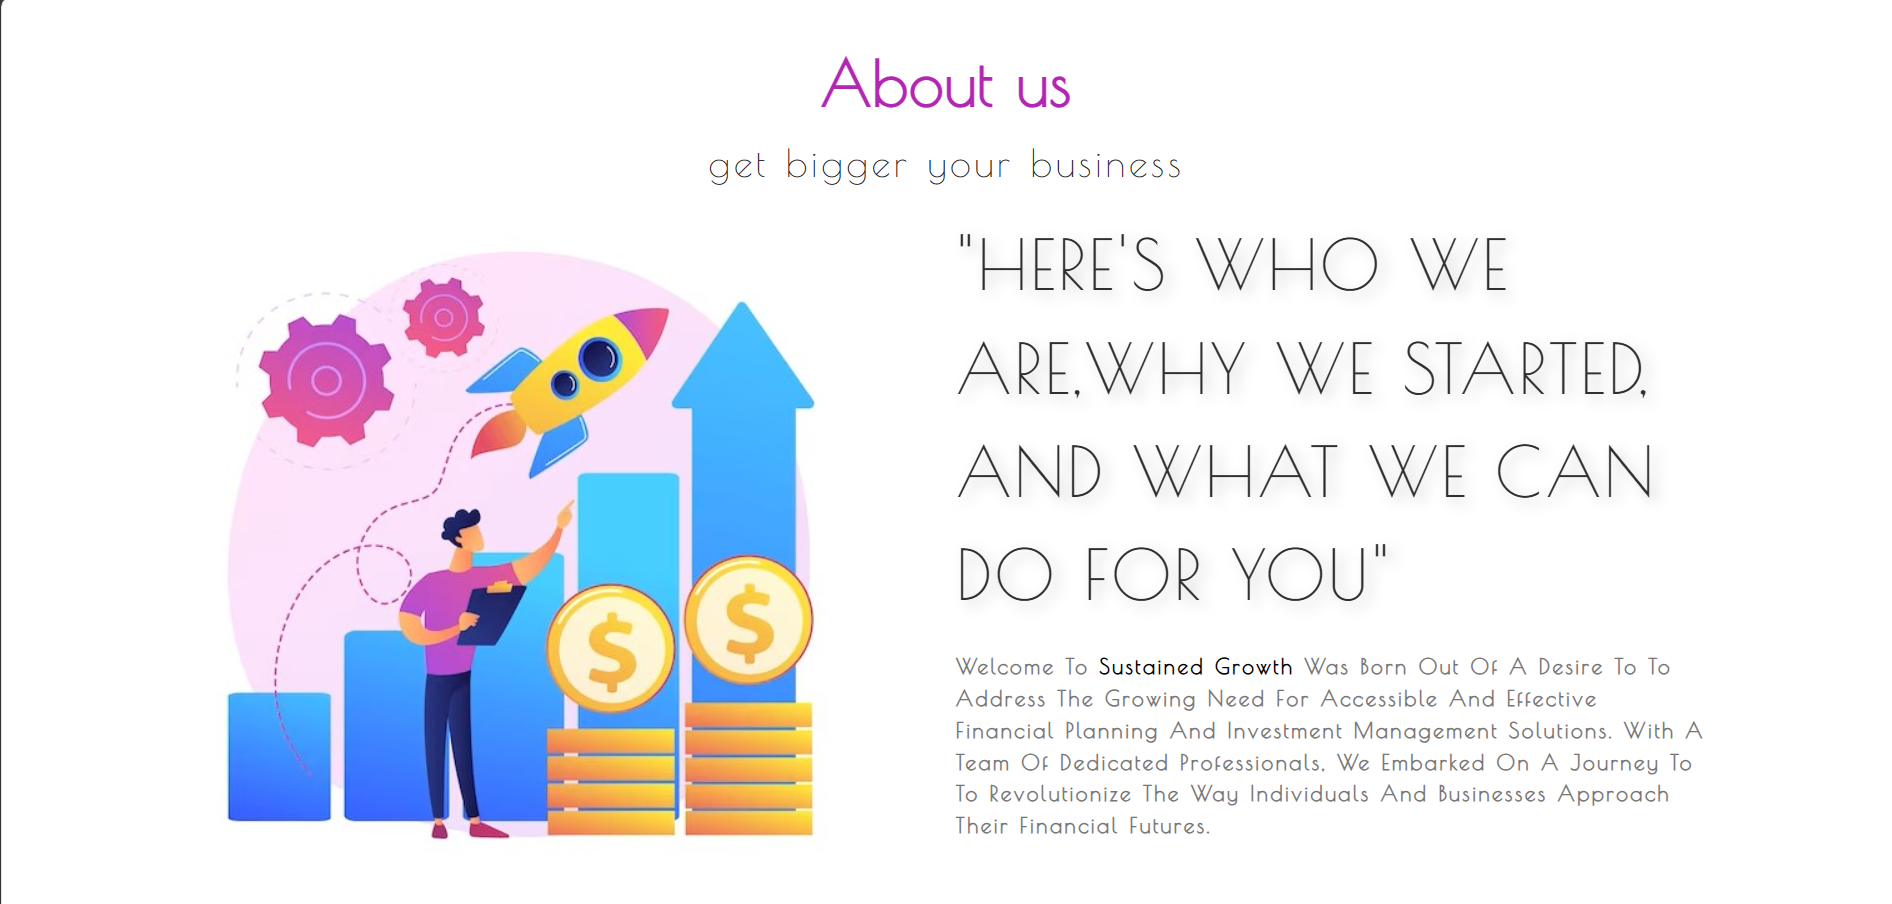 About us
get bigger your business
"HERE'S WHO WE
ARE,WHY WE STARTED,
AND WHAT WE CAN
DO FOR YOU"
Welcome To Sustained Growth Was Born Out Of A Desire To To
Address The Growing Need For Accessible And Effective
Financial Planning And Investment Management Solutions. With A
Team Of Dedicated Professionals, We Embarked On A Journey To
To Revolutionize The Way Individuals And Businesses Approach
Their Financial Futures.
$
$